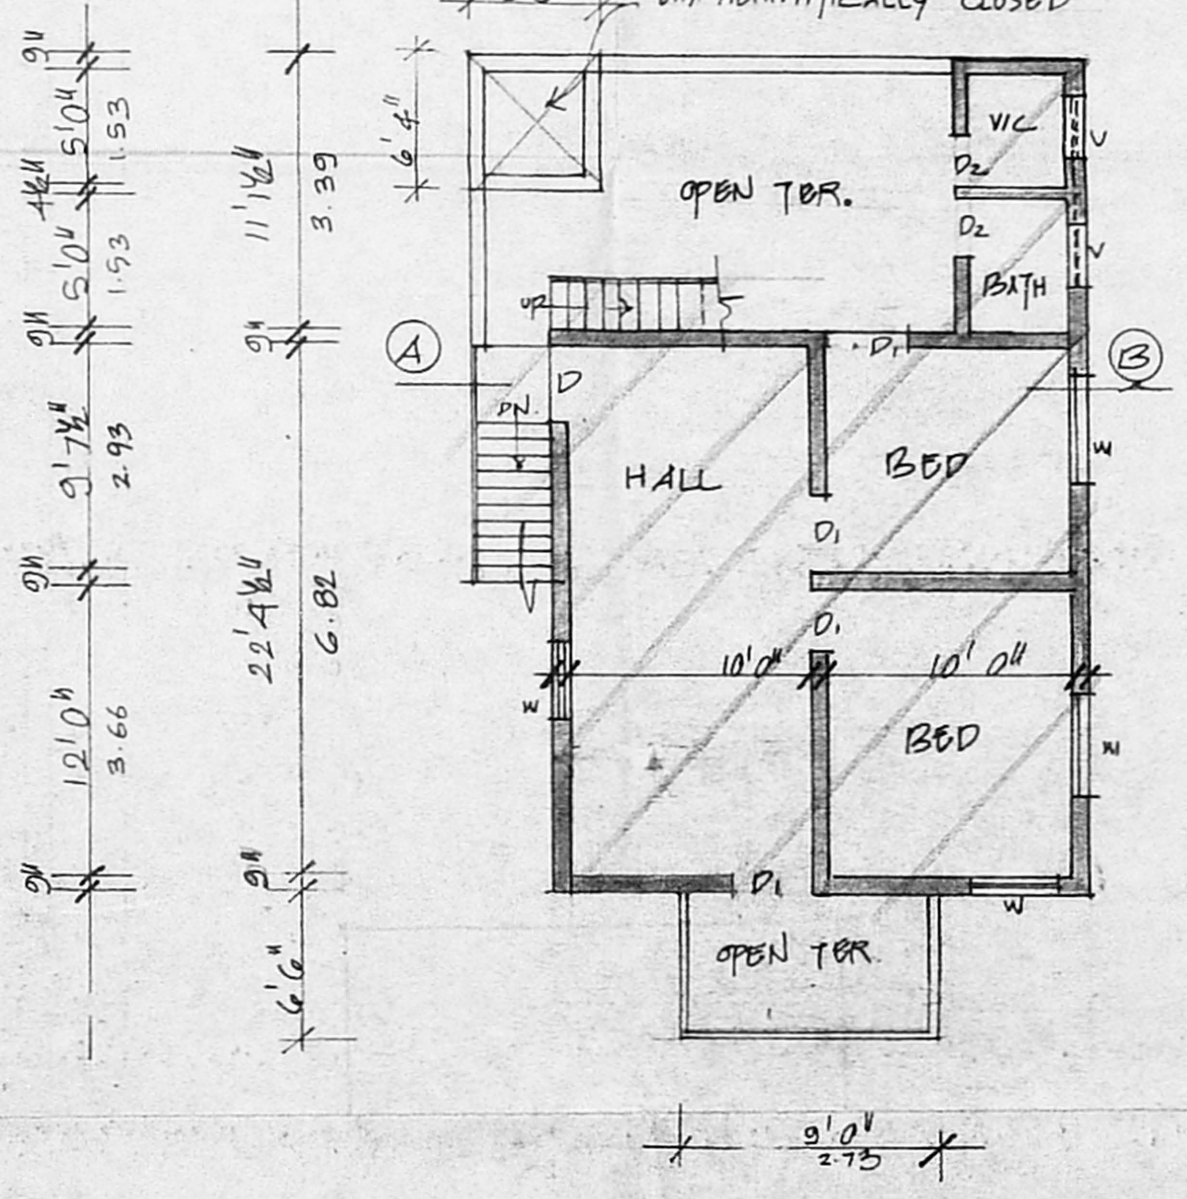 CLOSED
9"
5'0"
1.53
4½"
5'0"
1.53
9"
9'7½"
2.93
9"
12'0"
3.66
9"
11'1½"
3.39
9"
22'4½"
6.82
9"
6'6"
6'4"
W/C
V
D2
OPEN TER.
D2
V
BATH
UP
A
D1
B
D
DN.
HALL
BED
W
D1
D1
10'0"
10'0"
W
BED
W
D1
W
OPEN TER.
9'0"
2.73